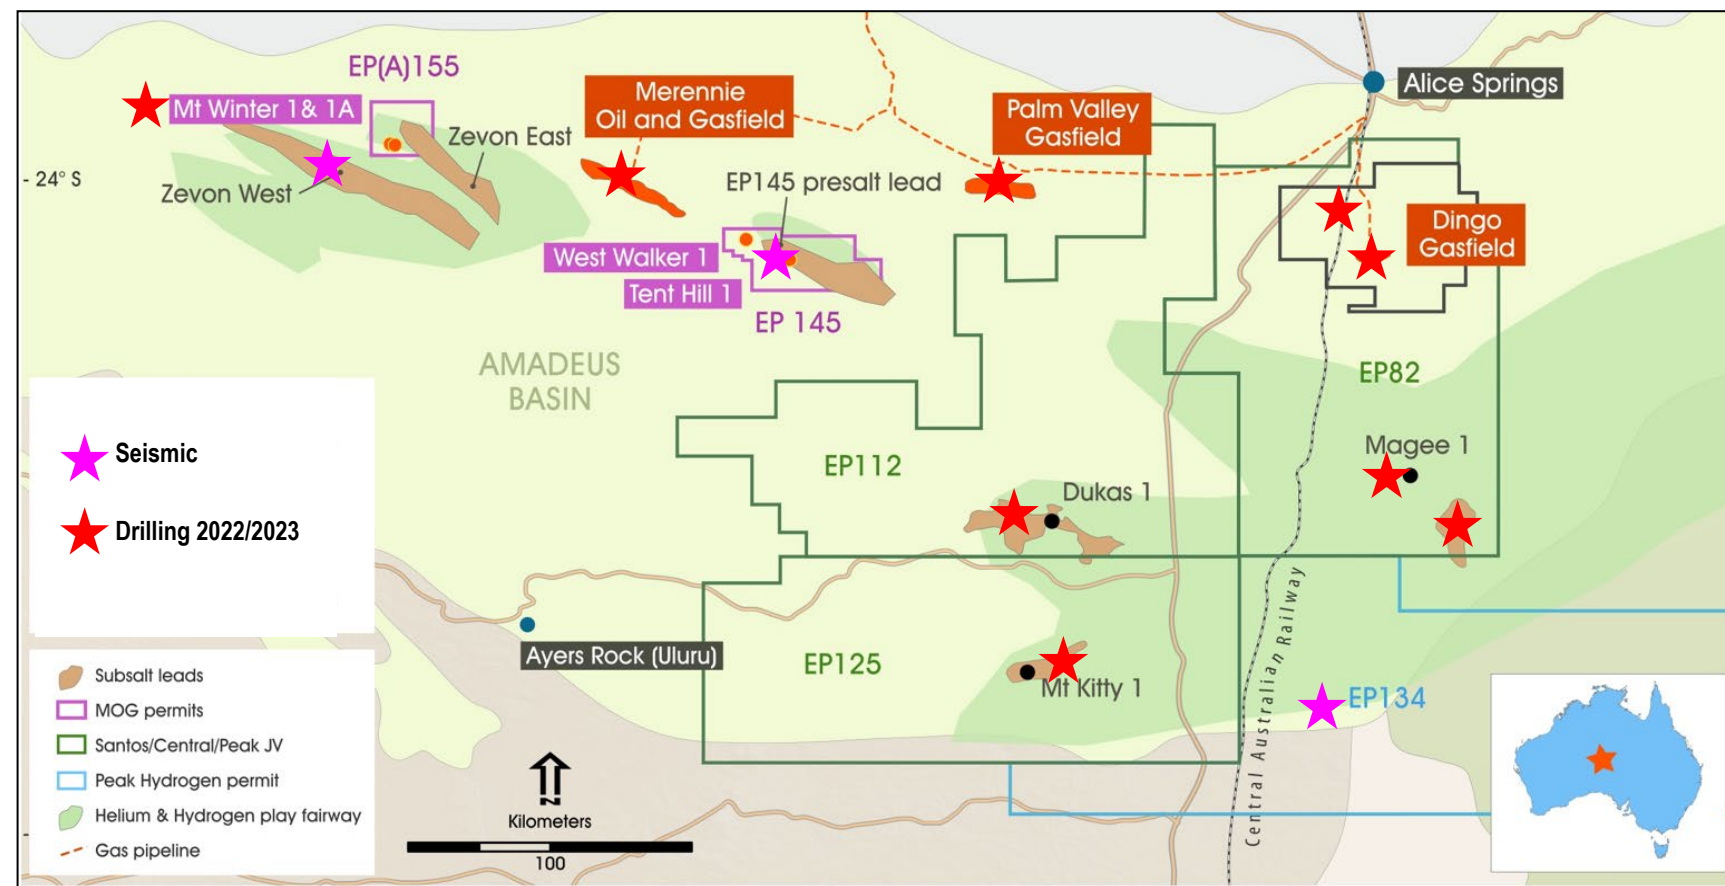 EP(A)155
Mt Winter 1& 1A
Zevon East
Zevon West
- 24° S
Merennie
Oil and Gasfield
EP145 presalt lead
West Walker 1
Tent Hill 1
EP 145
Palm Valley
Gasfield
Alice Springs
Dingo
Gasfield
AMADEUS
BASIN
EP82
Magee 1
EP112
Dukas 1
Ayers Rock (Uluru)
EP125
Mt Kitty 1
EP134
Central Australian Railway
Seismic
Drilling 2022/2023
Subsalt leads
MOG permits
Santos/Central/Peak JV
Peak Hydrogen permit
Helium & Hydrogen play fairway
Gas pipeline
N
Kilometers
100